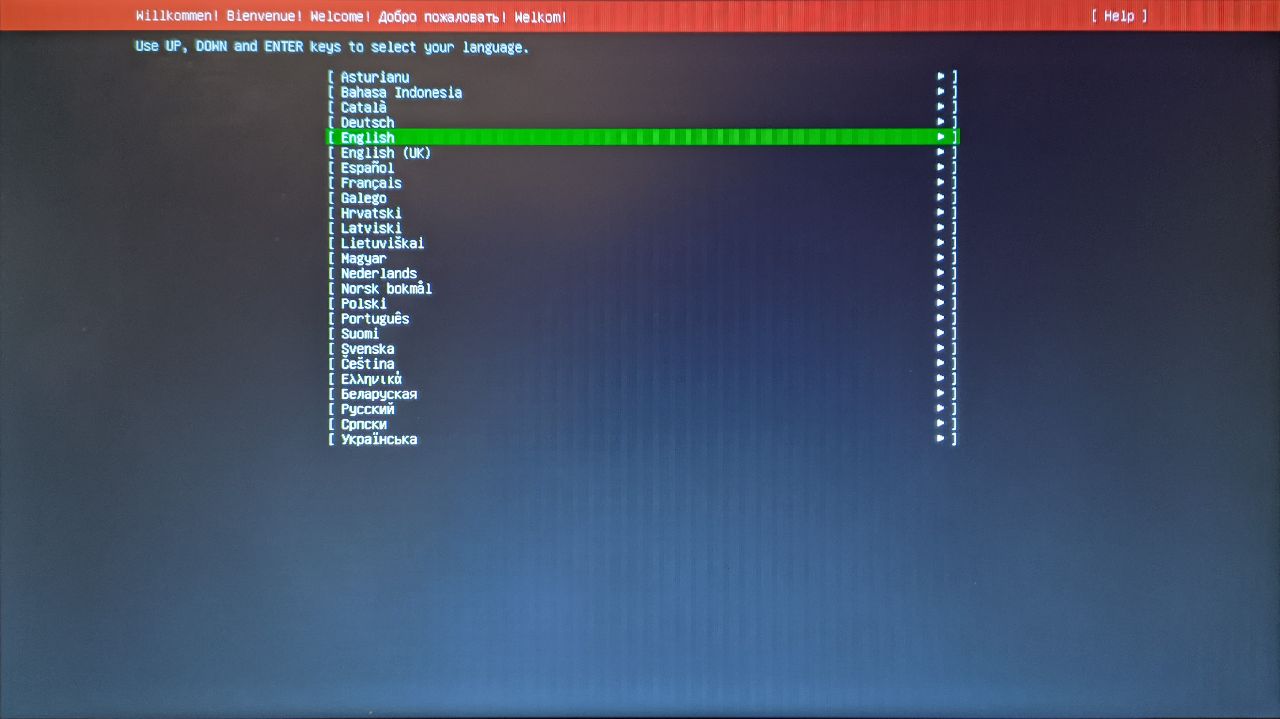 Willkommen! Bienvenue! Welcome! Добро пожаловать! Welkom! [ Help ]
Use UP, DOWN and ENTER keys to select your language.
[ Asturianu ► ]
[ Bahasa Indonesia ► ]
[ Català ► ]
[ Deutsch ► ]
[ English ► ]
[ English (UK) ► ]
[ Español ► ]
[ Français ► ]
[ Galego ► ]
[ Hrvatski ► ]
[ Latviski ► ]
[ Lietuviškai ► ]
[ Magyar ► ]
[ Nederlands ► ]
[ Norsk bokmål ► ]
[ Polski ► ]
[ Português ► ]
[ Suomi ► ]
[ Svenska ► ]
[ Čeština ► ]
[ Ελληνικά ► ]
[ Беларуская ► ]
[ Русский ► ]
[ Српски ► ]
[ Українська ► ]